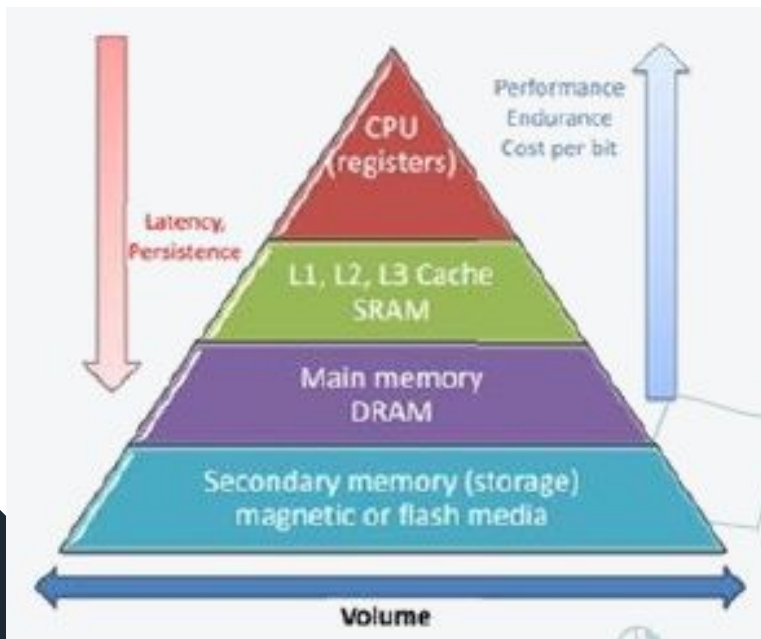 Performance
Endurance
Cost per bit
CPU
(registers)
Latency,
Persistence
L1, L2, L3 Cache
SRAM
Main memory
DRAM
Secondary memory (storage)
magnetic or flash media
Volume